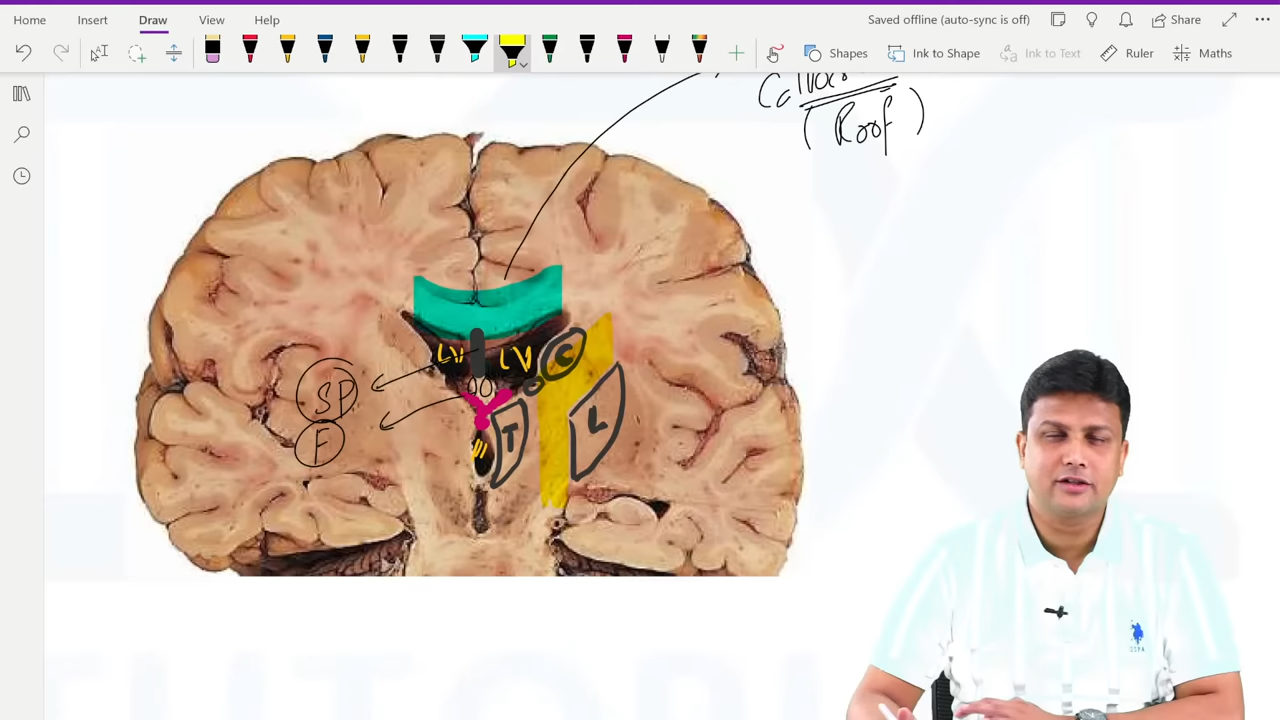 Home Insert Draw View Help Saved offline (auto-sync is off) Share
Shapes Ink to Shape Ink to Text Ruler Maths
(Roof)
LV LV C
SP
F T L
TUTORI